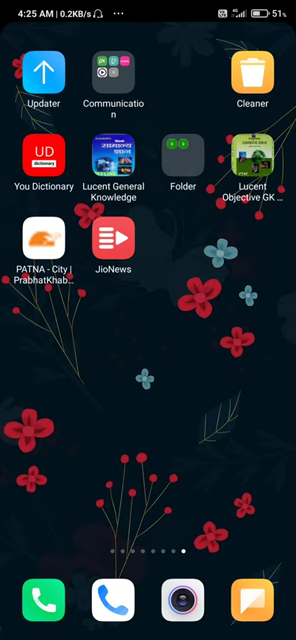 4:25 AM | 0.2KB/s
51%
Updater
Communicatio
n
Cleaner
UD
dictionary
You Dictionary
सामान्य
ज्ञान
Lucent General
Knowledge
Folder
Lucent
Objective GK ...
PATNA - City |
PrabhatKhab...
JioNews